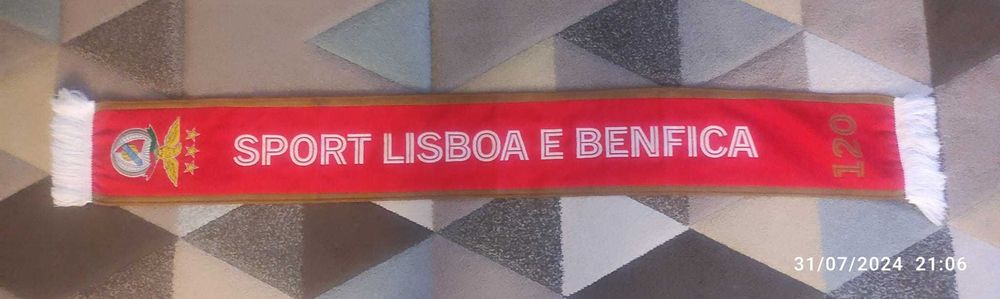 SPORT LISBOA E BENFICA
120
31/07/2024 21:06